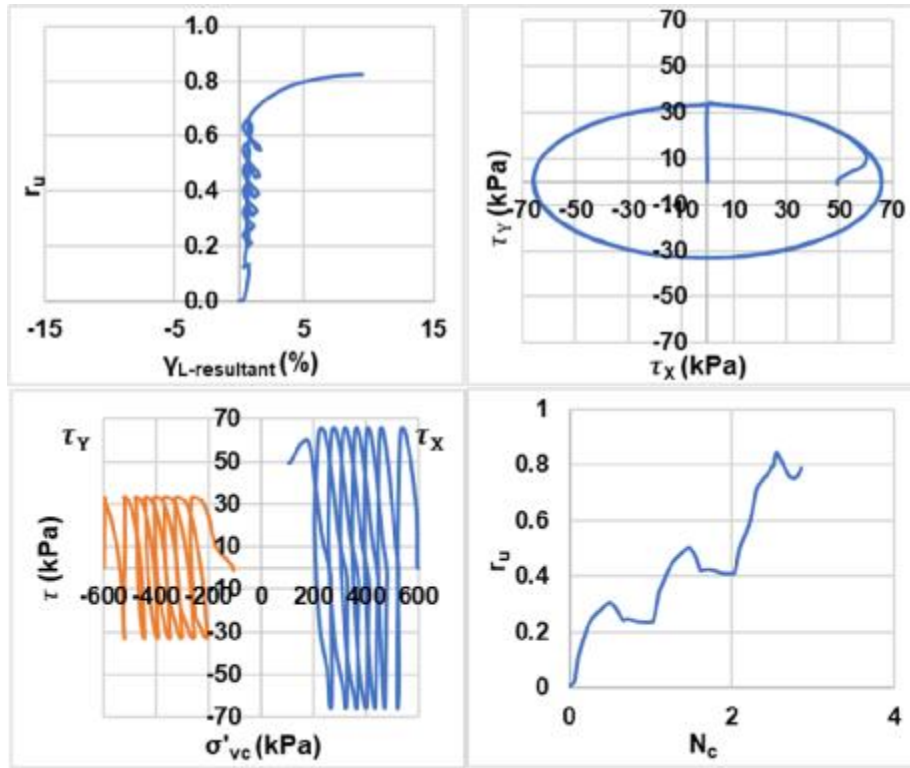 1.0
0.8
0.6
0.4
0.2
0.0
-15 -5 5 15
r_u
γ_L-resultant (%)
70
50
30
10
-10
-30
-50
-70
-70 -50 -30 -10 10 30 50 70
τ_Y (kPa)
τ_X (kPa)
τ_Y
τ_X
70
50
30
10
-10
-30
-50
-70
-600 -400 -200 0 200 400 600
τ (kPa)
σ'_vc (kPa)
1
0.8
0.6
0.4
0.2
0
0 2 4
r_u
N_c